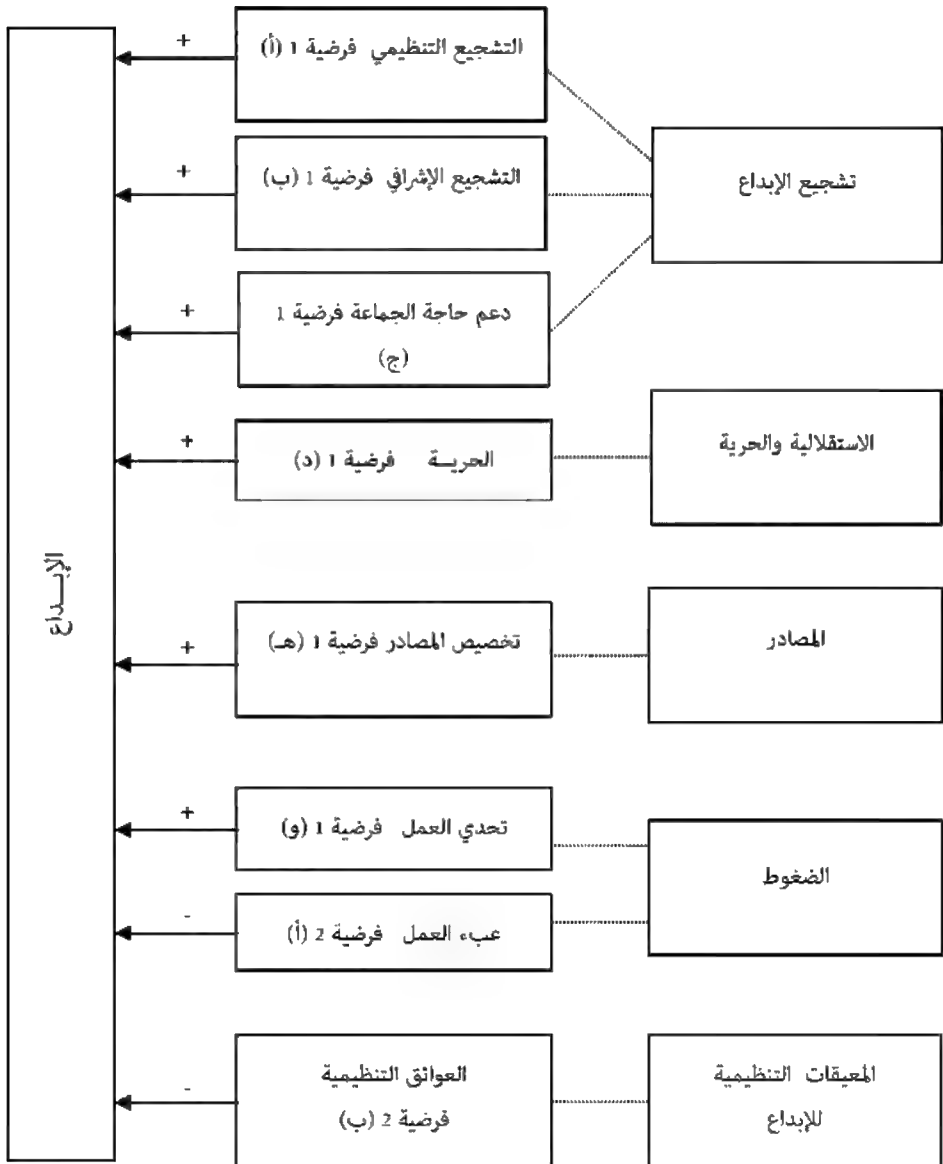 التشجيع التنظيمي فرضية 1 (أ)
+
التشجيع الإشرافي فرضية 1 (ب)
+
تشجيع الإبداع
دعم حاجة الجماعة فرضية 1
(ج)
+
الاستقلالية والحرية
الحريــة فرضية 1 (د)
+
الإبــداع
المصادر
تخصيص المصادر فرضية 1 (هـ)
+
تحدي العمل فرضية 1 (و)
+
الضغوط
عبء العمل فرضية 2 (أ)
-
المعيقات التنظيمية
للإبداع
العوائق التنظيمية
فرضية 2 (ب)
-